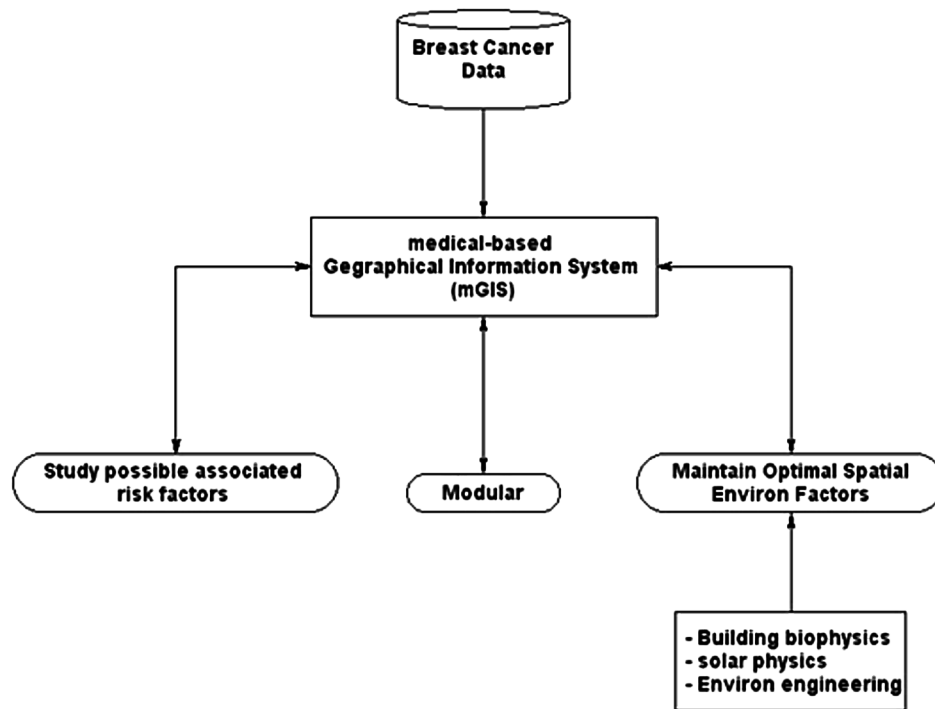 Breast Cancer
Data
medical-based
Gegraphical Information System
(mGIS)
Study possible associated
risk factors
Modular
Maintain Optimal Spatial
Environ Factors
- Building biophysics
- solar physics
- Environ engineering